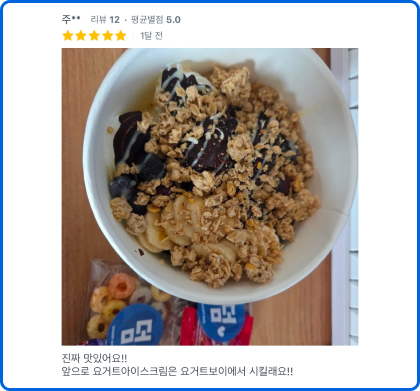 주** 리뷰 12 · 평균별점 5.0
1달 전
덤
덤
진짜 맛있어요!!
앞으로 요거트아이스크림은 요거트보이에서 시킬래요!!